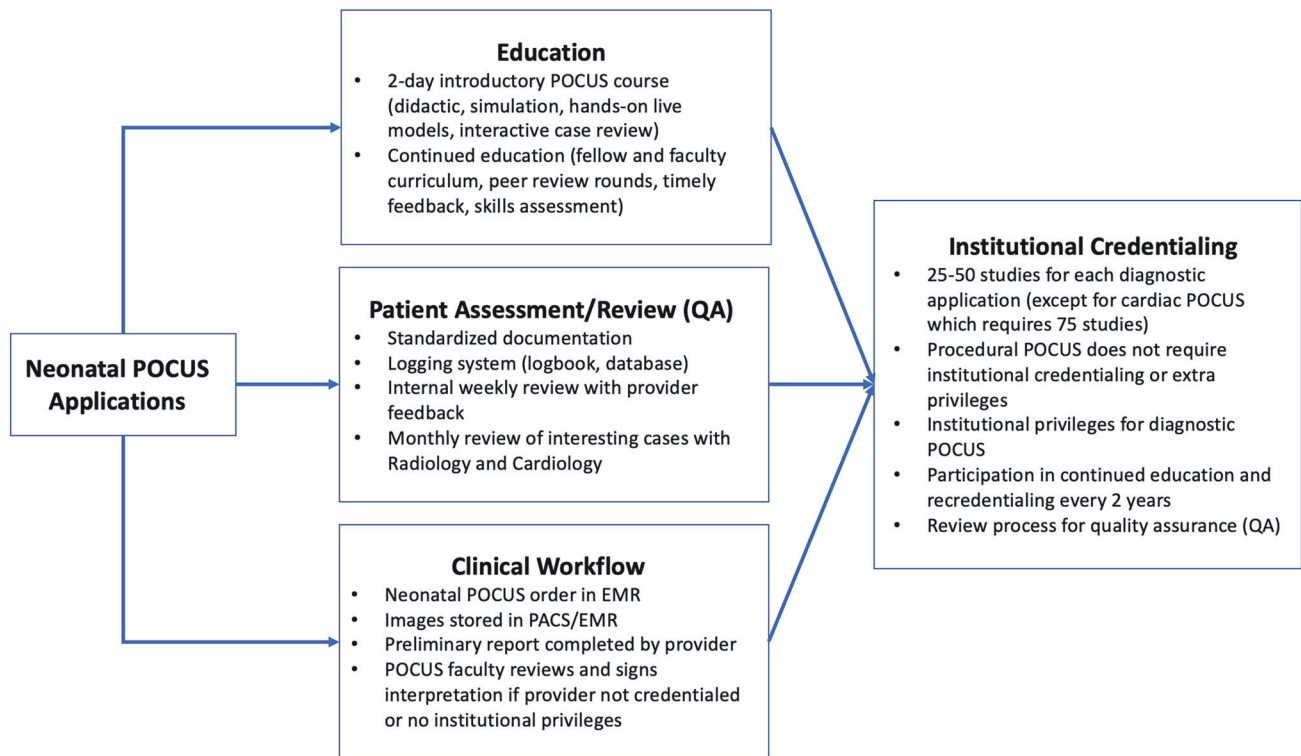 Education
• 2-day introductory POCUS course
(didactic, simulation, hands-on live
models, interactive case review)
• Continued education (fellow and faculty
curriculum, peer review rounds, timely
feedback, skills assessment)
Neonatal POCUS
Applications
Patient Assessment/Review (QA)
• Standardized documentation
• Logging system (logbook, database)
• Internal weekly review with provider
feedback
• Monthly review of interesting cases with
Radiology and Cardiology
Clinical Workflow
• Neonatal POCUS order in EMR
• Images stored in PACS/EMR
• Preliminary report completed by provider
• POCUS faculty reviews and signs
interpretation if provider not credentialed
or no institutional privileges
Institutional Credentialing
• 25-50 studies for each diagnostic
application (except for cardiac POCUS
which requires 75 studies)
• Procedural POCUS does not require
institutional credentialing or extra
privileges
• Institutional privileges for diagnostic
POCUS
• Participation in continued education and
recredentialing every 2 years
• Review process for quality assurance (QA)